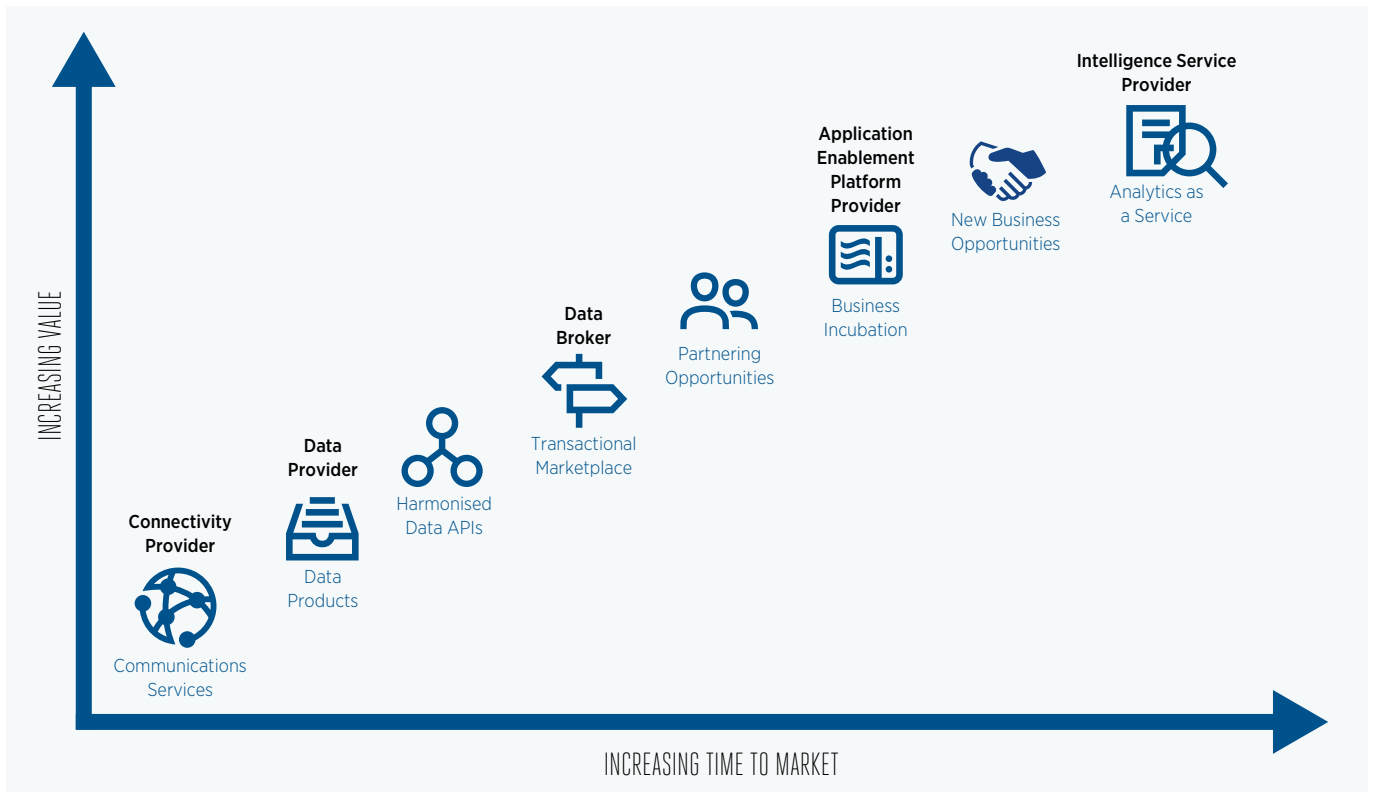 INCREASING VALUE
Connectivity
Provider
Communications
Services
Data
Provider
Data
Products
Harmonised
Data APIs
Data
Broker
Transactional
Marketplace
Partnering
Opportunities
Application
Enablement
Platform
Provider
Business
Incubation
New Business
Opportunities
Intelligence Service
Provider
Analytics as
a Service
INCREASING TIME TO MARKET